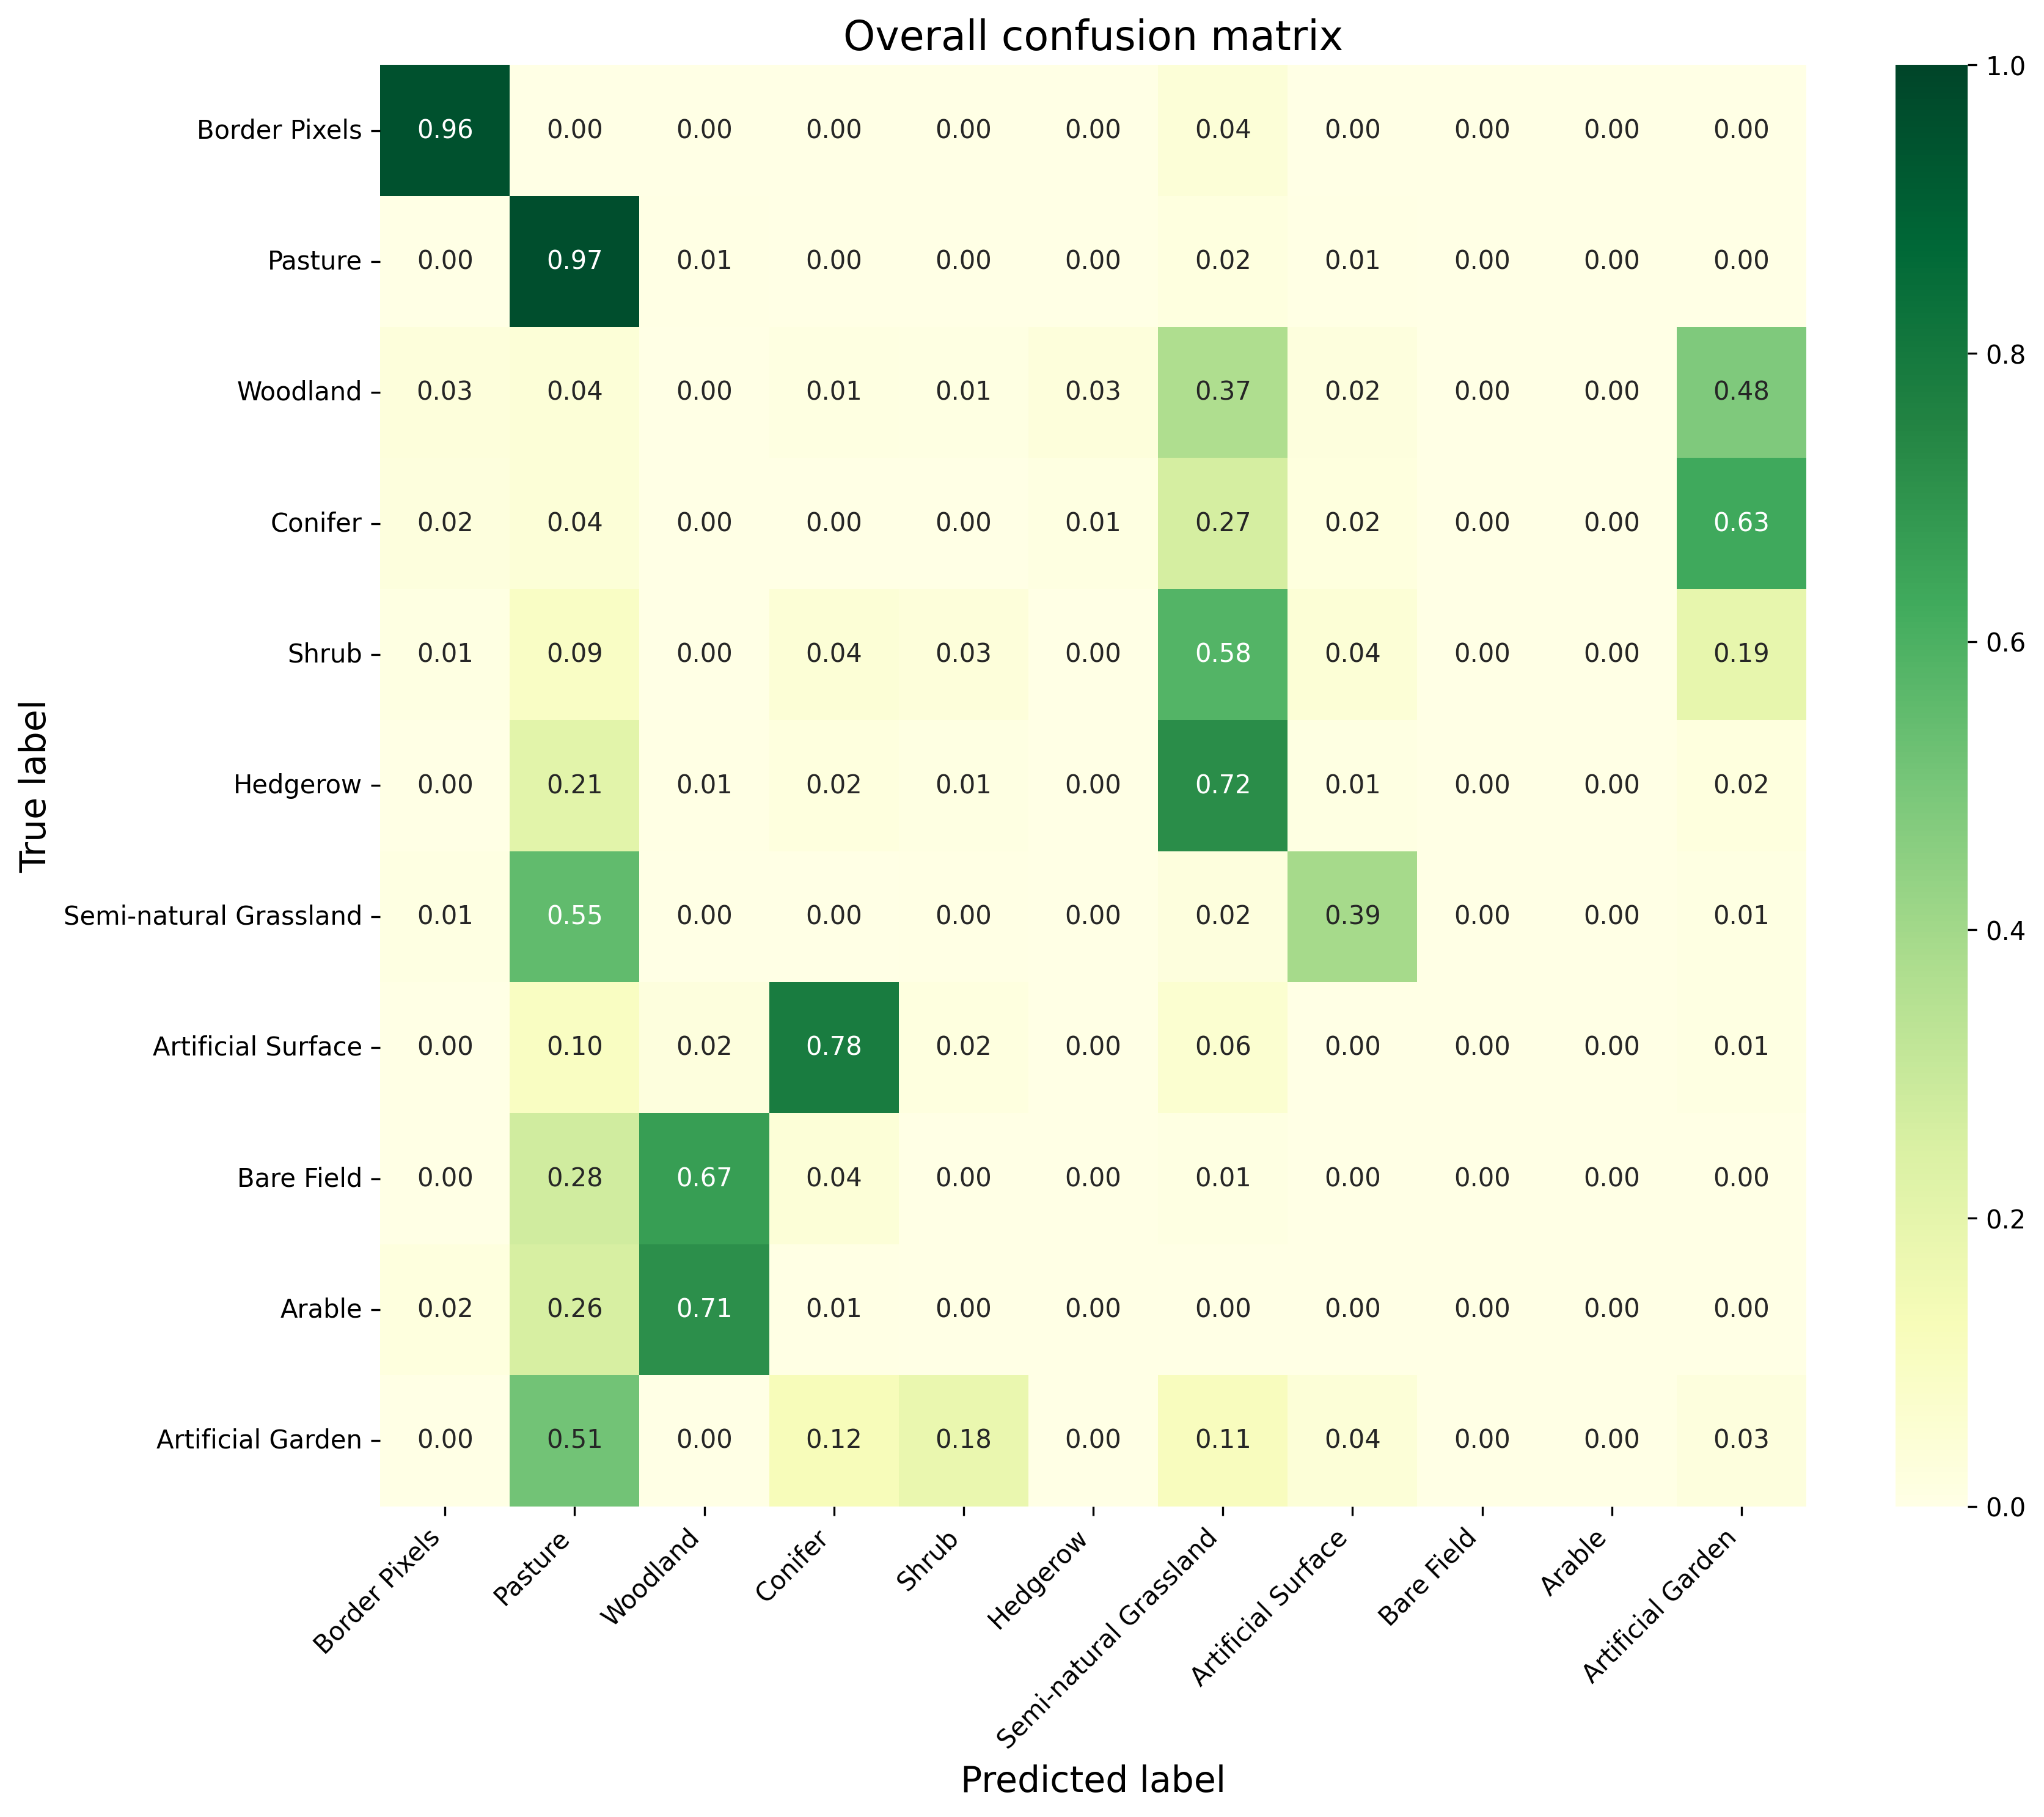 Overall confusion matrix
True label
Border Pixels 0.96 0.00 0.00 0.00 0.00 0.00 0.04 0.00 0.00 0.00 0.00
Pasture 0.00 0.97 0.01 0.00 0.00 0.00 0.02 0.01 0.00 0.00 0.00
Woodland 0.03 0.04 0.00 0.01 0.01 0.03 0.37 0.02 0.00 0.00 0.48
Conifer 0.02 0.04 0.00 0.00 0.00 0.01 0.27 0.02 0.00 0.00 0.63
Shrub 0.01 0.09 0.00 0.04 0.03 0.00 0.58 0.04 0.00 0.00 0.19
Hedgerow 0.00 0.21 0.01 0.02 0.01 0.00 0.72 0.01 0.00 0.00 0.02
Semi-natural Grassland 0.01 0.55 0.00 0.00 0.00 0.00 0.02 0.39 0.00 0.00 0.01
Artificial Surface 0.00 0.10 0.02 0.78 0.02 0.00 0.06 0.00 0.00 0.00 0.01
Bare Field 0.00 0.28 0.67 0.04 0.00 0.00 0.01 0.00 0.00 0.00 0.00
Arable 0.02 0.26 0.71 0.01 0.00 0.00 0.00 0.00 0.00 0.00 0.00
Artificial Garden 0.00 0.51 0.00 0.12 0.18 0.00 0.11 0.04 0.00 0.00 0.03
Border Pixels
Pasture
Woodland
Conifer
Shrub
Hedgerow
Semi-natural Grassland
Artificial Surface
Bare Field
Arable
Artificial Garden
Predicted label
1.0
0.8
0.6
0.4
0.2
0.0